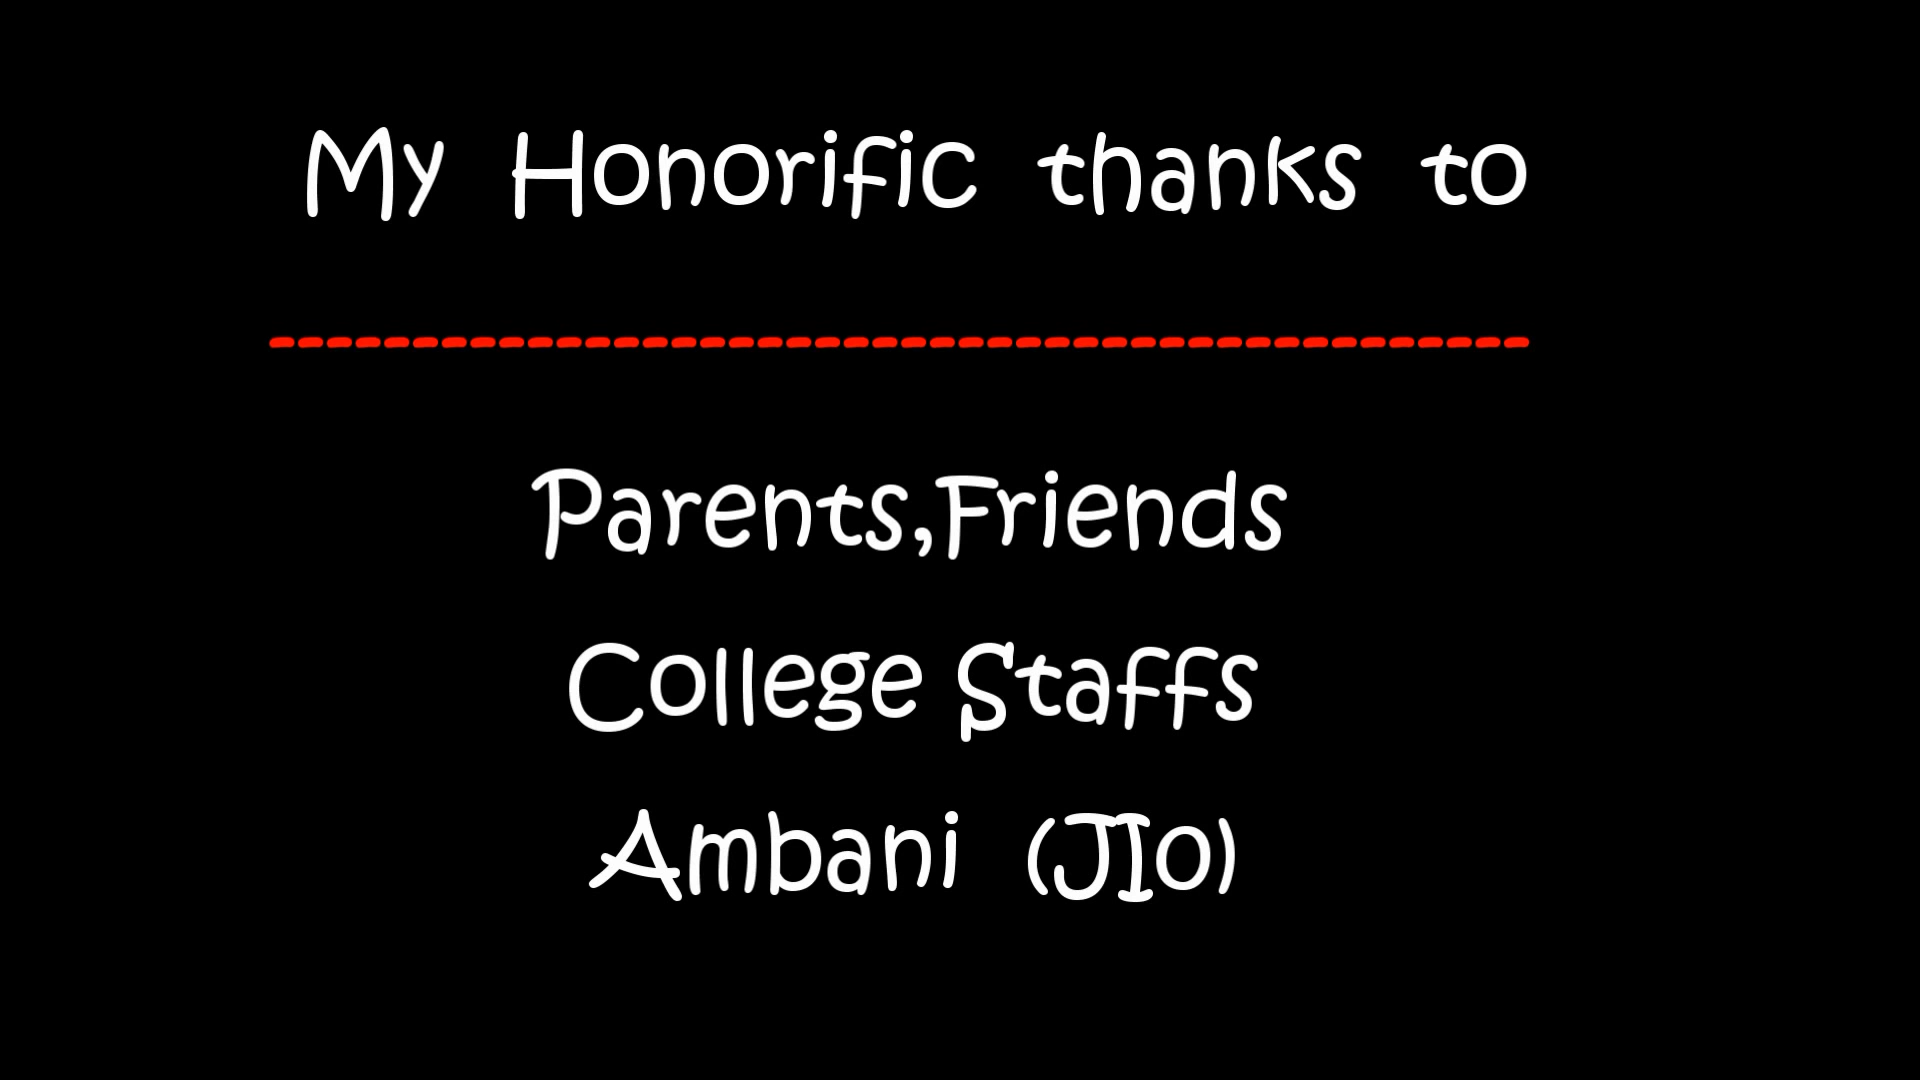 My Honorific thanks to
--------------------------------------------
Parents,Friends
College Staffs
Ambani (JIo)